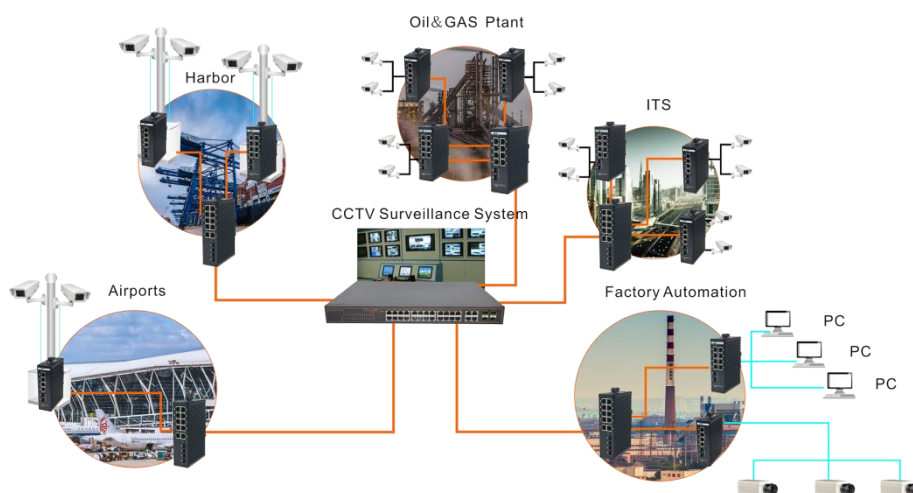 Oil&GAS Ptant
Harbor
ITS
CCTV Surveillance System
Airports
Factory Automation
PC
PC
PC